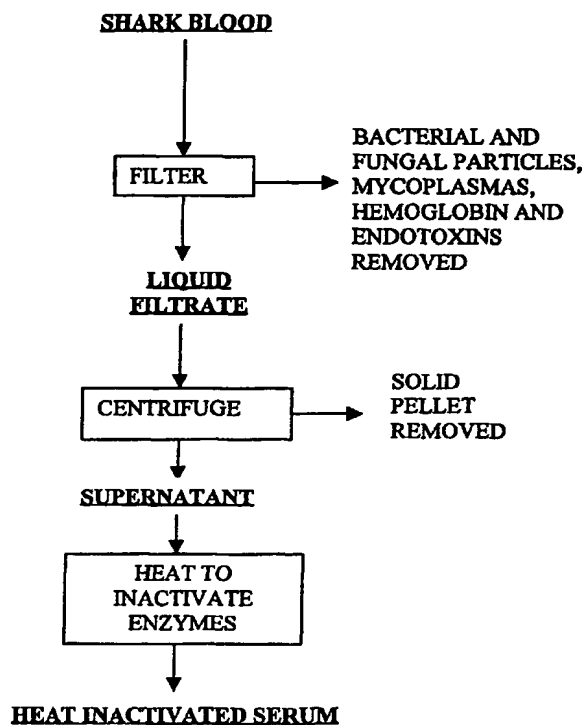 SHARK BLOOD
FILTER
BACTERIAL AND
FUNGAL PARTICLES,
MYCOPLASMAS,
HEMOGLOBIN AND
ENDOTOXINS
REMOVED
LIQUID
FILTRATE
CENTRIFUGE
SOLID
PELLET
REMOVED
SUPERNATANT
HEAT TO
INACTIVATE
ENZYMES
HEAT INACTIVATED SERUM